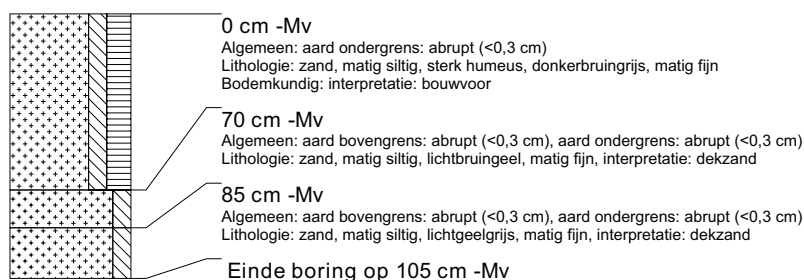 0 cm -Mv
Algemeen: aard ondergrens: abrupt (<0,3 cm)
Lithologie: zand, matig siltig, sterk humeus, donkerbruingrijs, matig fijn
Bodemkundig: interpretatie: bouwvoor
70 cm -Mv
Algemeen: aard bovengrens: abrupt (<0,3 cm), aard ondergrens: abrupt (<0,3 cm)
Lithologie: zand, matig siltig, lichtbruingeel, matig fijn, interpretatie: dekzand
85 cm -Mv
Algemeen: aard bovengrens: abrupt (<0,3 cm), aard ondergrens: abrupt (<0,3 cm)
Lithologie: zand, matig siltig, lichtgeelgrijs, matig fijn, interpretatie: dekzand
Einde boring op 105 cm -Mv